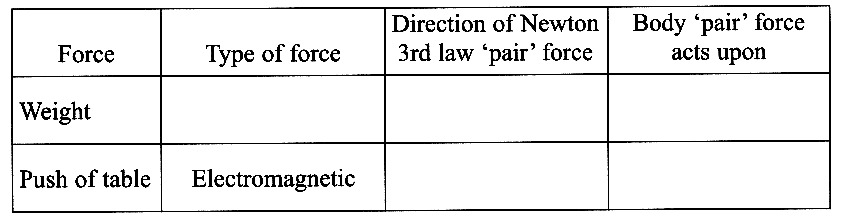 Force
Type of force
Direction of Newton
3rd law ‘pair’ force
Body ‘pair’ force
acts upon
Weight
Push of table
Electromagnetic